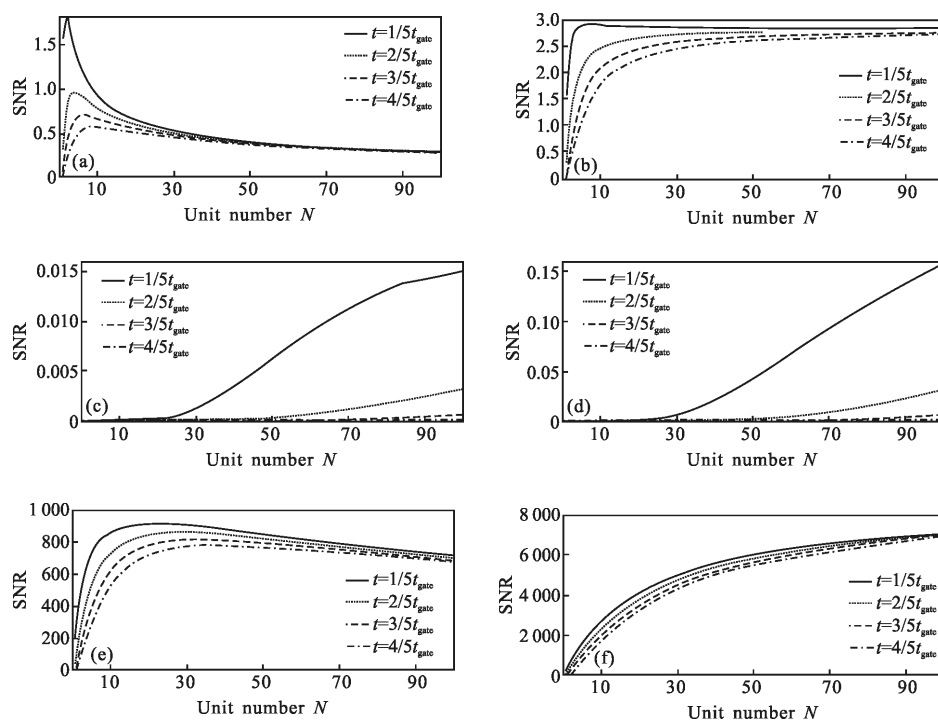 SNR
1.5
1.0
0.5
0
10
30
50
70
90
Unit number N
(a)
t=1/5t_gate
t=2/5t_gate
t=3/5t_gate
t=4/5t_gate
SNR
3.0
2.5
2.0
1.5
1.0
0.5
0
10
30
50
70
90
Unit number N
(b)
t=1/5t_gate
t=2/5t_gate
t=3/5t_gate
t=4/5t_gate
SNR
0.015
0.010
0.005
0
10
30
50
70
90
Unit number N
(c)
t=1/5t_gate
t=2/5t_gate
t=3/5t_gate
t=4/5t_gate
SNR
0.15
0.10
0.05
0
10
30
50
70
90
Unit number N
(d)
t=1/5t_gate
t=2/5t_gate
t=3/5t_gate
t=4/5t_gate
SNR
1 000
800
600
400
200
0
10
30
50
70
90
Unit number N
(e)
t=1/5t_gate
t=2/5t_gate
t=3/5t_gate
t=4/5t_gate
SNR
8 000
6 000
4 000
2 000
0
10
30
50
70
90
Unit number N
(f)
t=1/5t_gate
t=2/5t_gate
t=3/5t_gate
t=4/5t_gate